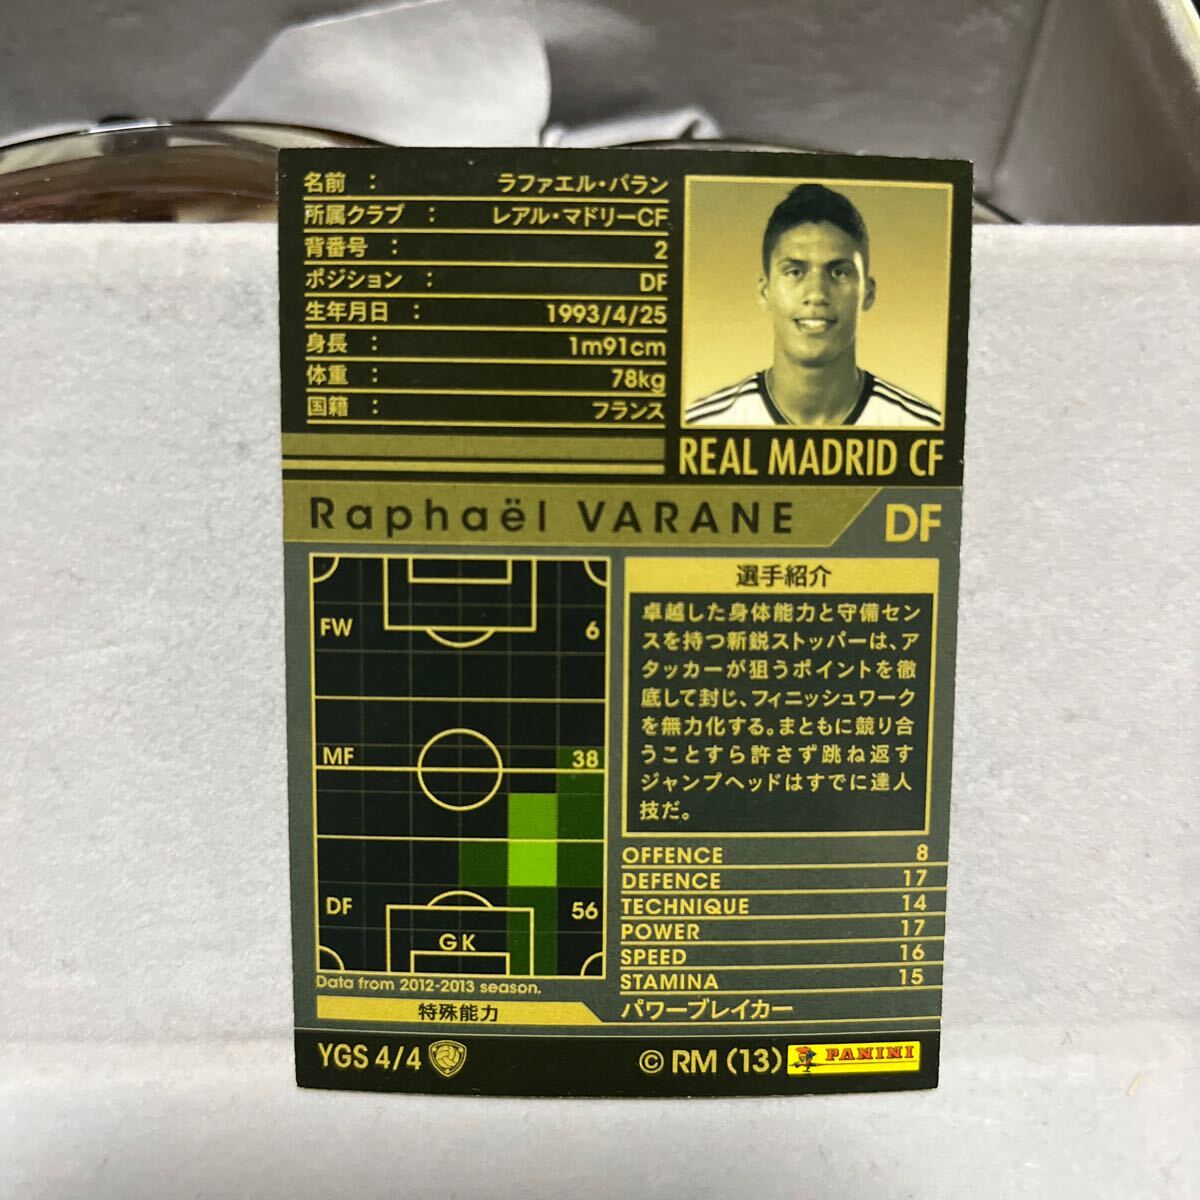 名前 : ラファエル・バラン
所属クラブ : レアル・マドリーCF
背番号 : 2
ポジション : DF
生年月日 : 1993/4/25
身長 : 1m91cm
体重 : 78kg
国籍 : フランス
REAL MADRID CF
Raphaël VARANE
DF
FW 6
MF 38
DF 56
GK
Data from 2012-2013 season.
選手紹介
卓越した身体能力と守備セン
スを持つ新鋭ストッパーは、ア
タッカーが狙うポイントを徹
底して封じ、フィニッシュワーク
を無力化する。まともに競り合
うことすら許さず跳ね返す
ジャンプヘッドはすでに達人
技だ。
OFFENCE 8
DEFENCE 17
TECHNIQUE 14
POWER 17
SPEED 16
STAMINA 15
特殊能力 パワーブレイカー
YGS 4/4
© RM (13) PANINI